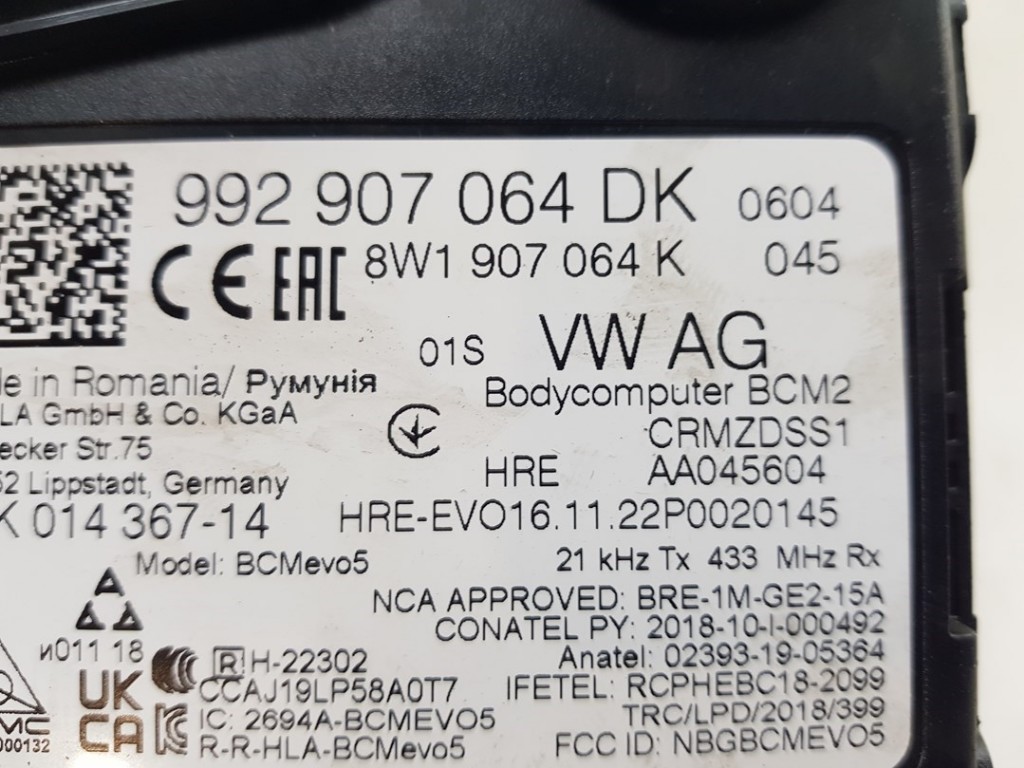 992 907 064 DK 0604
CE EAC 8W1 907 064 K 045
01S VW AG
in Romania/ Румунія
Bodycomputer BCM2
GmbH & Co. KGaA
CRMZDSS1
Str.75
HRE AA045604
Lippstadt, Germany
014 367-14 HRE-EVO16.11.22P0020145
Model: BCMevo5 21 kHz Tx 433 MHz Rx
NCA APPROVED: BRE-1M-GE2-15A
CONATEL PY: 2018-10-I-000492
и011 18 Anatel: 02393-19-05364
R H-22302
UK CA CCAJ19LP58A0T7 IFETEL: RCPHEBC18-2099
IC: 2694A-BCMEVO5 TRC/LPD/2018/399
000132 R-R-HLA-BCMevo5 FCC ID: NBGBCMEVO5